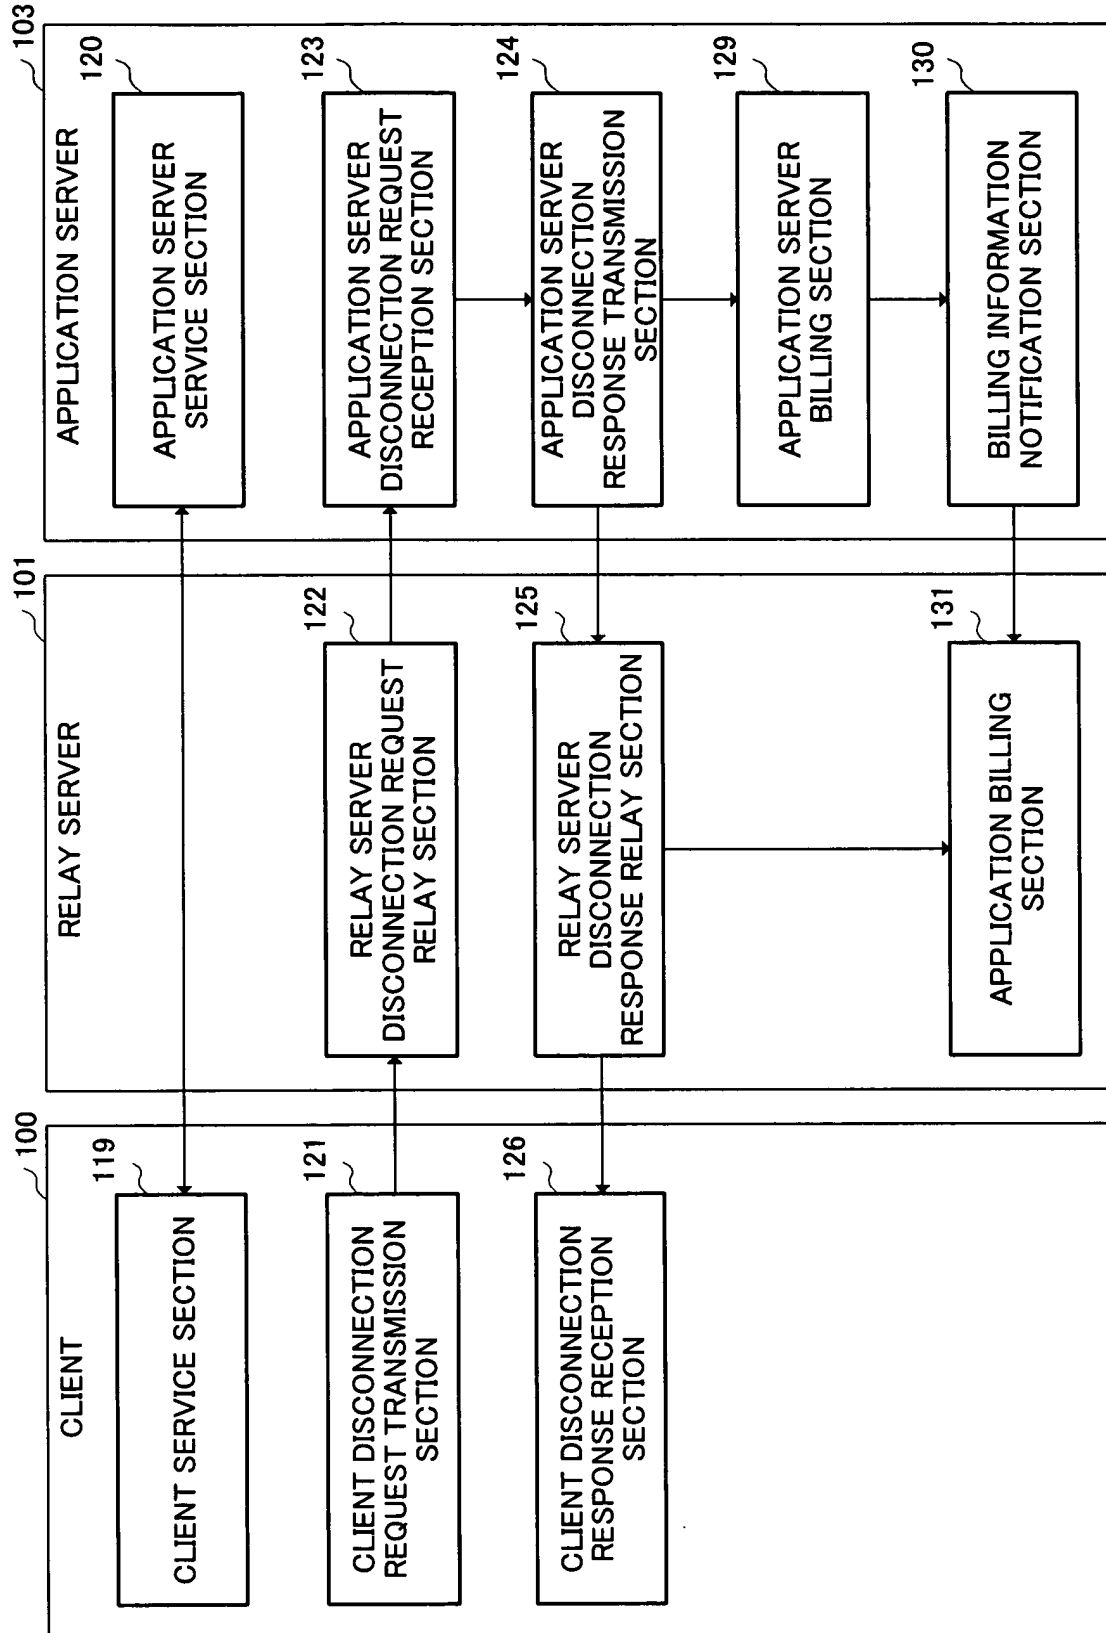 CLIENT
100
CLIENT SERVICE SECTION
119
CLIENT DISCONNECTION
REQUEST TRANSMISSION
SECTION
121
CLIENT DISCONNECTION
RESPONSE RECEPTION
SECTION
126
RELAY SERVER
101
RELAY SERVER
DISCONNECTION REQUEST
RELAY SECTION
122
RELAY SERVER
DISCONNECTION
RESPONSE RELAY SECTION
125
APPLICATION BILLING
SECTION
131
APPLICATION SERVER
103
APPLICATION SERVER
SERVICE SECTION
120
APPLICATION SERVER
DISCONNECTION REQUEST
RECEPTION SECTION
123
APPLICATION SERVER
DISCONNECTION
RESPONSE TRANSMISSION
SECTION
124
APPLICATION SERVER
BILLING SECTION
129
BILLING INFORMATION
NOTIFICATION SECTION
130